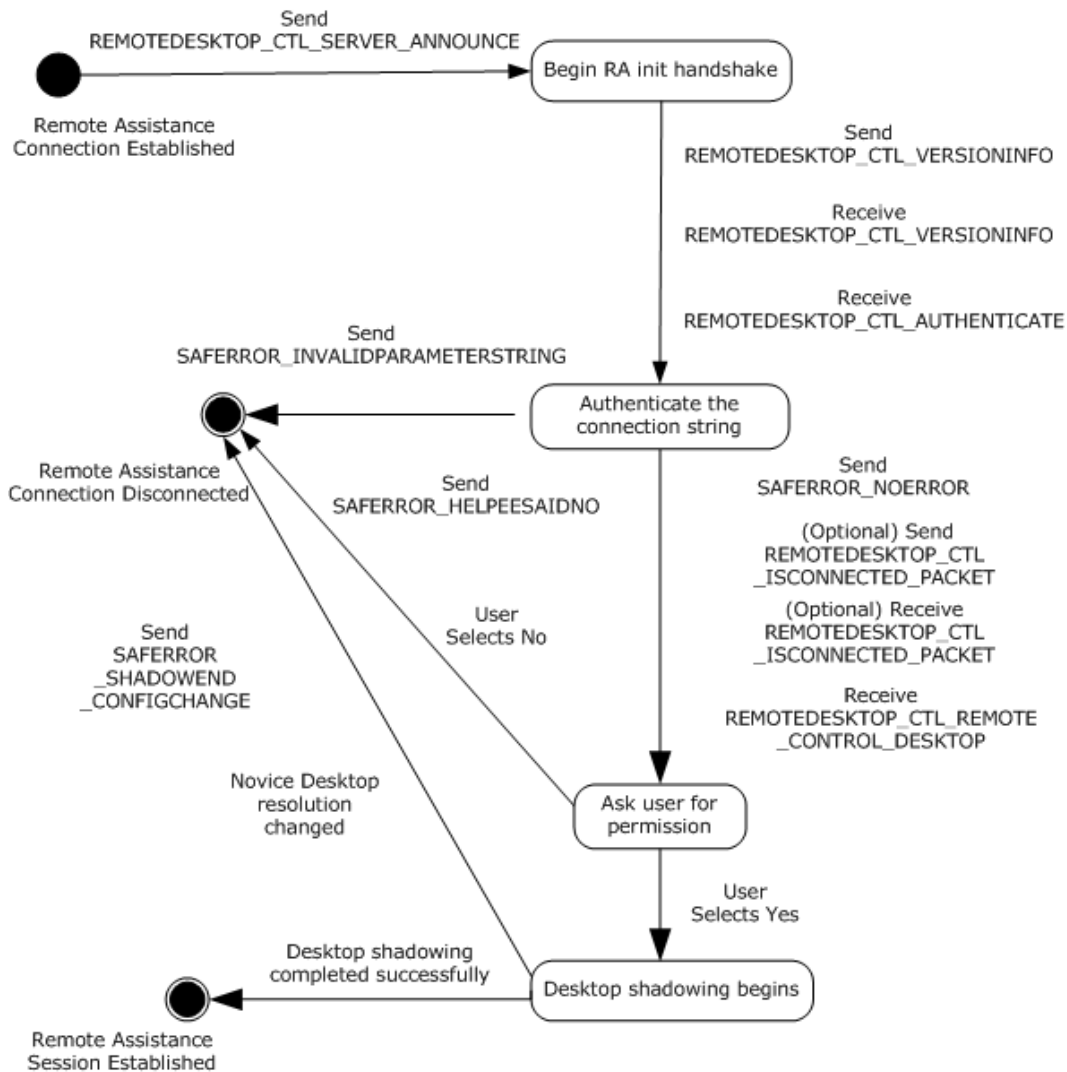 Send
REMOTEDESKTOP_CTL_SERVER_ANNOUNCE
Begin RA init handshake
Remote Assistance
Connection Established
Send
REMOTEDESKTOP_CTL_VERSIONINFO
Receive
REMOTEDESKTOP_CTL_VERSIONINFO
Receive
REMOTEDESKTOP_CTL_AUTHENTICATE
Send
SAFERROR_INVALIDPARAMETERSTRING
Authenticate the
connection string
Remote Assistance
Connection Disconnected
Send
SAFERROR_HELPEESAIDNO
Send
SAFERROR_NOERROR
(Optional) Send
REMOTEDESKTOP_CTL
_ISCONNECTED_PACKET
(Optional) Receive
REMOTEDESKTOP_CTL
_ISCONNECTED_PACKET
Receive
REMOTEDESKTOP_CTL_REMOTE
_CONTROL_DESKTOP
User
Selects No
Send
SAFERROR
_SHADOWEND
_CONFIGCHANGE
Novice Desktop
resolution
changed
Ask user for
permission
User
Selects Yes
Desktop shadowing
completed successfully
Desktop shadowing begins
Remote Assistance
Session Established